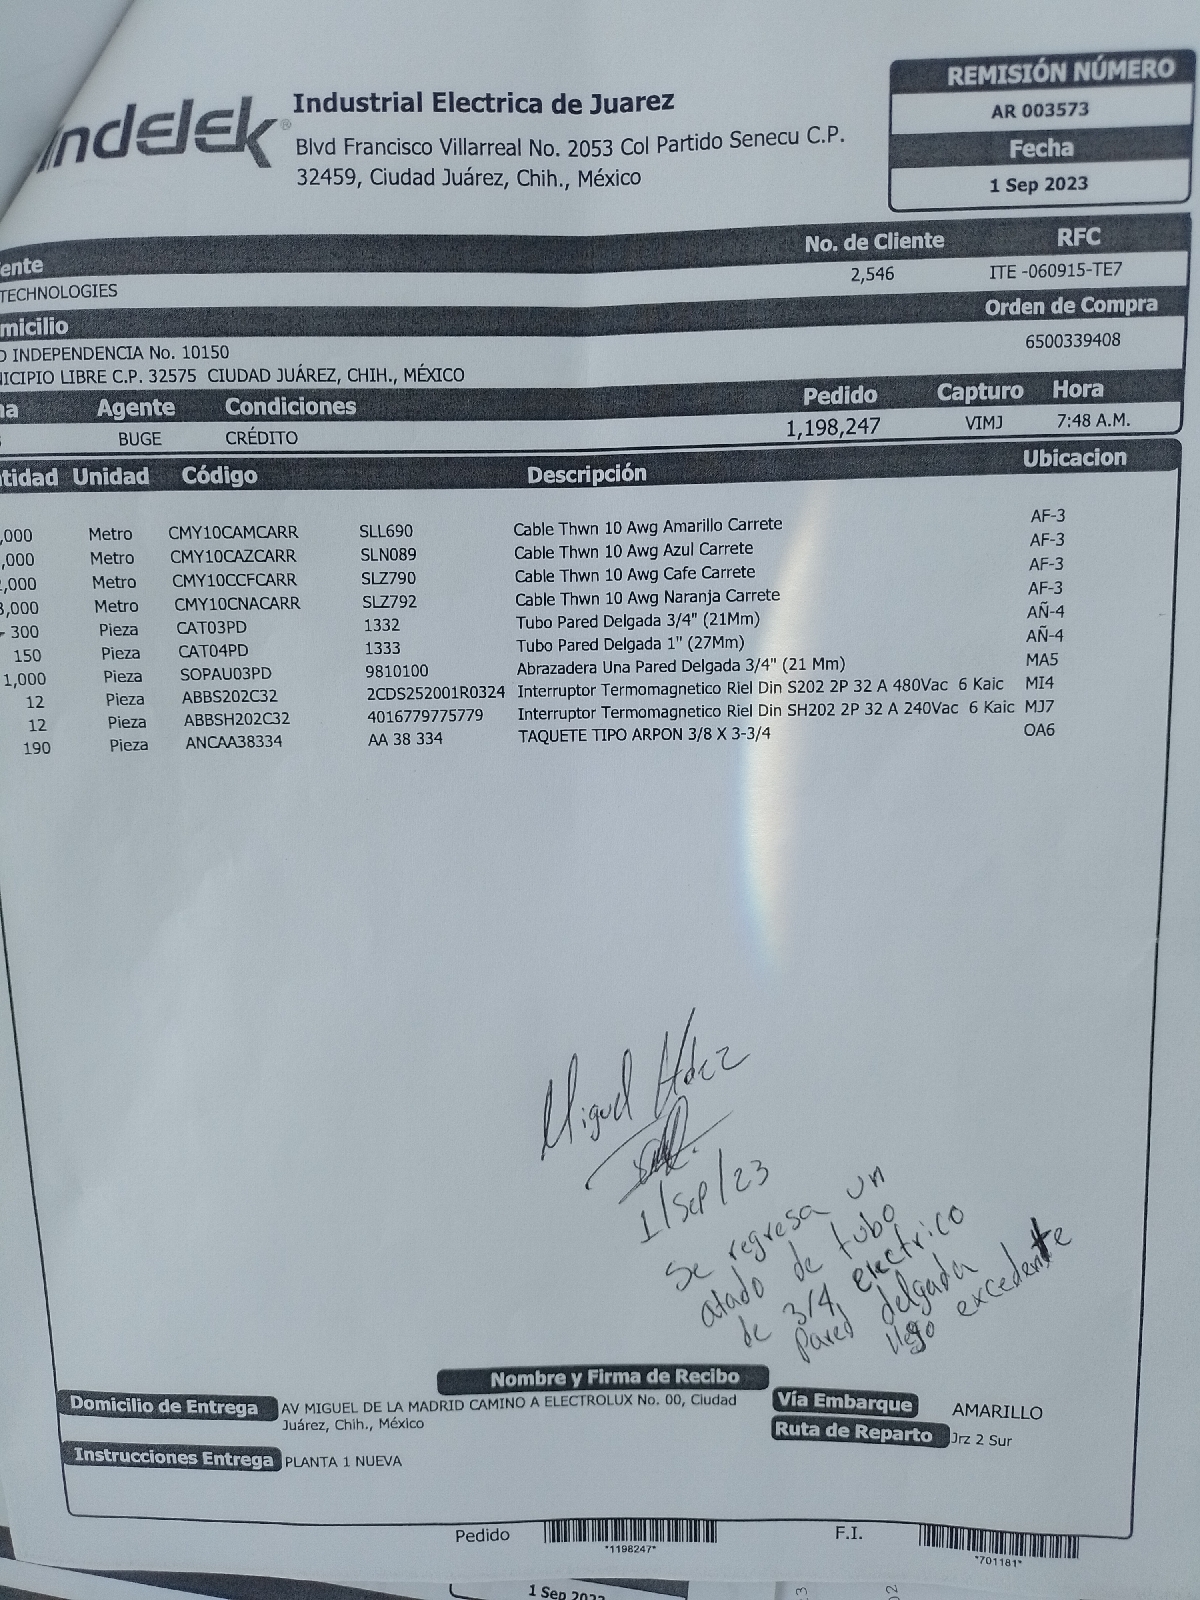 Indelek®
Industrial Electrica de Juarez
Blvd Francisco Villarreal No. 2053 Col Partido Senecu C.P.
32459, Ciudad Juárez, Chih., México
REMISIÓN NÚMERO
AR 003573
Fecha
1 Sep 2023
ente No. de Cliente RFC
TECHNOLOGIES 2,546 ITE -060915-TE7
micilio Orden de Compra
O INDEPENDENCIA No. 10150 6500339408
NICIPIO LIBRE C.P. 32575 CIUDAD JUÁREZ, CHIH., MÉXICO
na Agente Condiciones Pedido Capturo Hora
BUGE CRÉDITO 1,198,247 VIMJ 7:48 A.M.
tidad Unidad Código Descripción Ubicacion
,000 Metro CMY10CAMCARR SLL690 Cable Thwn 10 Awg Amarillo Carrete AF-3
,000 Metro CMY10CAZCARR SLN089 Cable Thwn 10 Awg Azul Carrete AF-3
2,000 Metro CMY10CCFCARR SLZ790 Cable Thwn 10 Awg Cafe Carrete AF-3
3,000 Metro CMY10CNACARR SLZ792 Cable Thwn 10 Awg Naranja Carrete AF-3
300 Pieza CAT03PD 1332 Tubo Pared Delgada 3/4" (21Mm) AÑ-4
150 Pieza CAT04PD 1333 Tubo Pared Delgada 1" (27Mm) AÑ-4
1,000 Pieza SOPAU03PD 9810100 Abrazadera Una Pared Delgada 3/4" (21 Mm) MA5
12 Pieza ABBS202C32 2CDS252001R0324 Interruptor Termomagnetico Riel Din S202 2P 32 A 480Vac 6 Kaic MI4
12 Pieza ABBSH202C32 4016779775779 Interruptor Termomagnetico Riel Din SH202 2P 32 A 240Vac 6 Kaic MJ7
190 Pieza ANCAA38334 AA 38 334 TAQUETE TIPO ARPON 3/8 X 3-3/4 OA6
Miguel Hdez
1/Sep/23
Se regresa un
atado de tubo
de 3/4 electrico
Pared delgada
llego excedente
Nombre y Firma de Recibo
Domicilio de Entrega AV MIGUEL DE LA MADRID CAMINO A ELECTROLUX No. 00, Ciudad
Juárez, Chih., México
Vía Embarque AMARILLO
Ruta de Reparto Jrz 2 Sur
Instrucciones Entrega PLANTA 1 NUEVA
Pedido *1198247* F.I. *701181*
1 Sep 2023